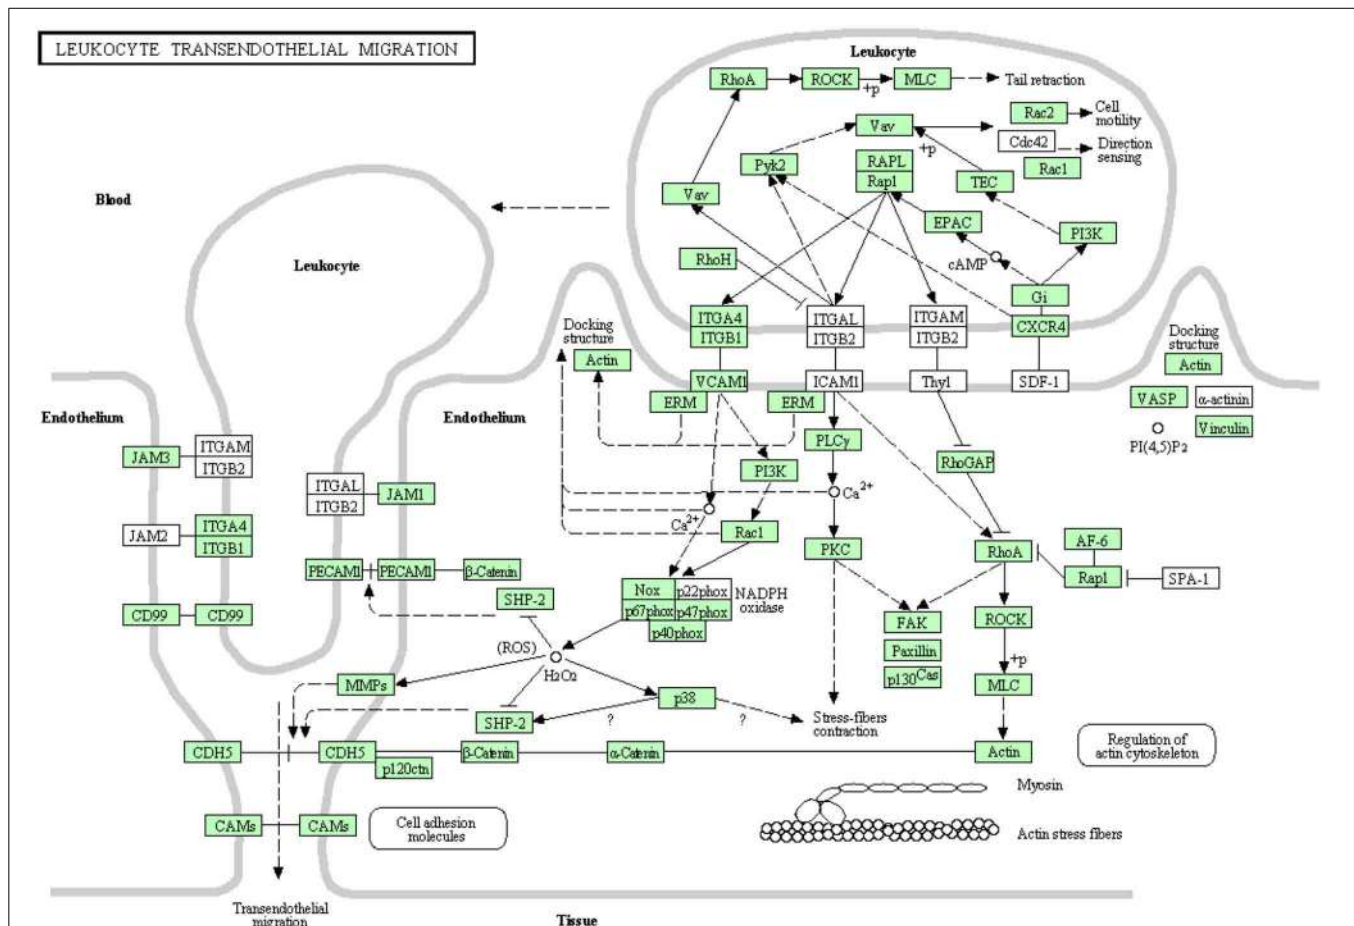 LEUKOCYTE TRANSENDOTHELIAL MIGRATION
Leukocyte
RhoA
ROCK
+p
MLC
Tail retraction
Vav
+p
Rac2
Cell
motility
Cdc42
Direction
sensing
Rac1
Pyk2
RAPL
Rap1
TEC
Vav
EPAC
PI3K
cAMP
RhoH
Gi
ITGA4
ITGB1
ITGAL
ITGB2
ITGAM
ITGB2
CXCR4
Blood
Leukocyte
Docking
structure
Actin
VCAM1
ICAM1
Thy1
SDF-1
ERM
ERM
Docking
structure
Actin
VASP
α-actinin
PI(4,5)P2
Vinculin
Endothelium
Endothelium
JAM3
ITGAM
ITGB2
ITGAL
ITGB2
JAM1
JAM2
ITGA4
ITGB1
PLCγ
PI3K
RhoGAP
Ca2+
Ca2+
Rac1
PKC
RhoA
AF-6
Rap1
SPA-1
PECAM1
PECAM1
β-Catenin
SHP-2
Nox
p22phox
p67phox
p47phox
p40phox
NADPH
oxidase
CD99
CD99
FAK
Paxillin
p130Cas
ROCK
+p
MLC
(ROS)
H2O2
MMPs
p38
SHP-2
?
?
Stress-fibers
contraction
CDH5
CDH5
p120ctn
β-Catenin
α-Catenin
Actin
Regulation of
actin cytoskeleton
Myosin
Actin stress fibers
CAMs
CAMs
Cell adhesion
molecules
Transendothelial
migration
Tissue